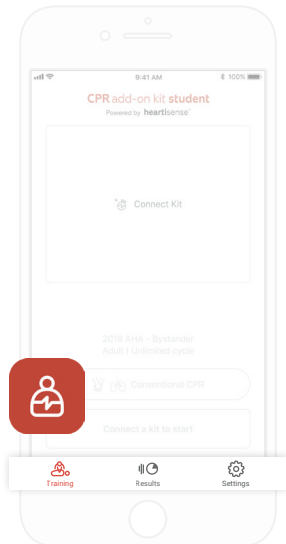 9:41 AM
100%
CPR add-on kit student
Powered by heartisense
Connect Kit
2018 AHA - Bystander
Adult | Unlimited cycle
Conventional CPR
Connect a kit to start
Training
Results
Settings